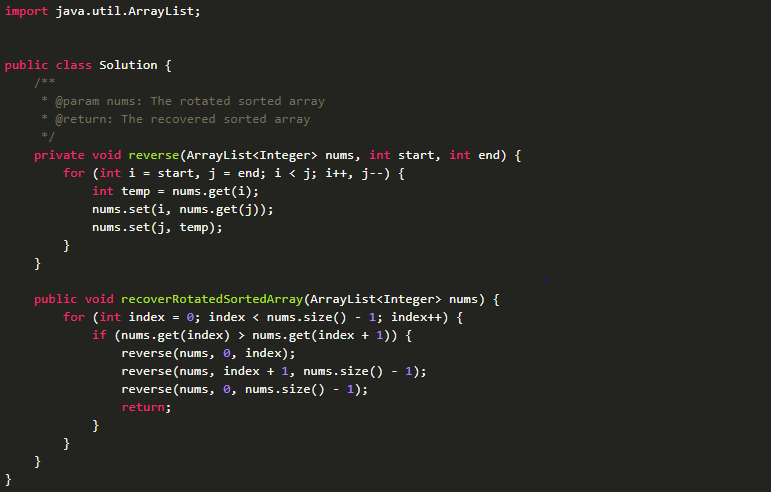 import java.util.ArrayList;
public class Solution {
    /**
     * @param nums: The rotated sorted array
     * @return: The recovered sorted array
     */
    private void reverse(ArrayList<Integer> nums, int start, int end) {
        for (int i = start, j = end; i < j; i++, j--) {
            int temp = nums.get(i);
            nums.set(i, nums.get(j));
            nums.set(j, temp);
        }
    }
    public void recoverRotatedSortedArray(ArrayList<Integer> nums) {
        for (int index = 0; index < nums.size() - 1; index++) {
            if (nums.get(index) > nums.get(index + 1)) {
                reverse(nums, 0, index);
                reverse(nums, index + 1, nums.size() - 1);
                reverse(nums, 0, nums.size() - 1);
                return;
            }
        }
    }
}